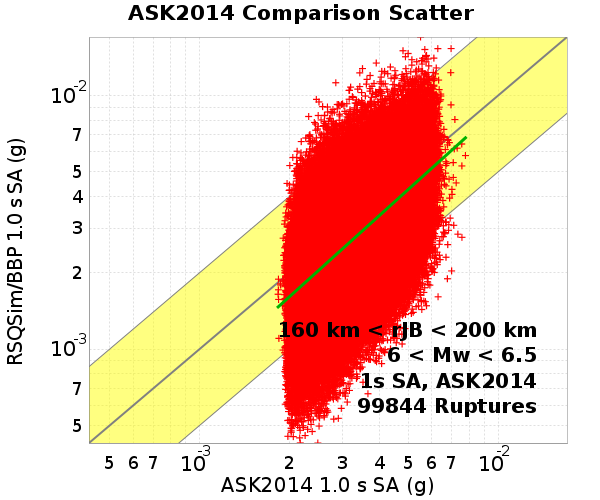 ASK2014 Comparison Scatter
RSQSim/BBP 1.0 s SA (g)
10-2
7
5
4
3
2
10-3
7
5
160 km < rJB < 200 km
6 < Mw < 6.5
1s SA, ASK2014
99844 Ruptures
5 6 7 10-3 2 3 4 5 6 7 10-2
ASK2014 1.0 s SA (g)